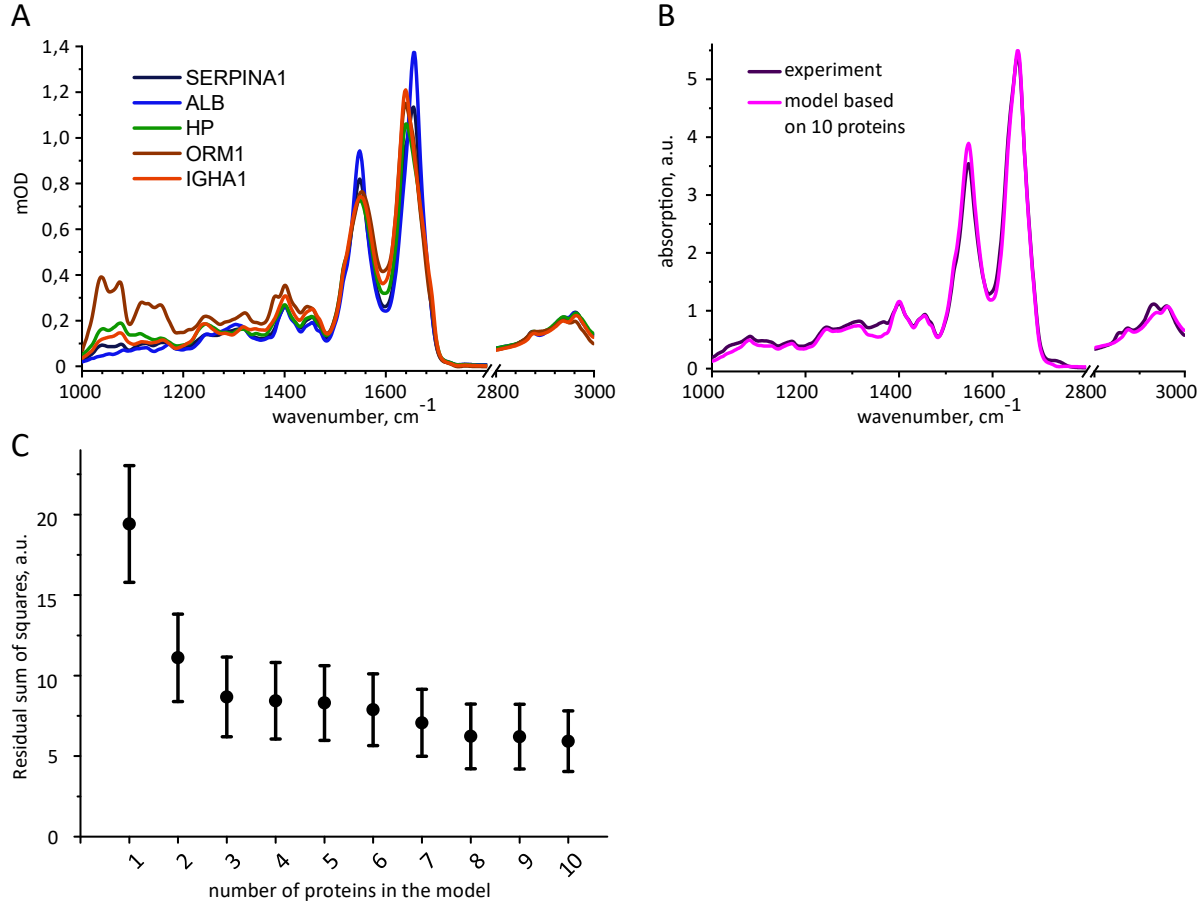 A
1,4
1,2
1,0
0,8
0,6
0,4
0,2
0
mOD
SERPINA1
ALB
HP
ORM1
IGHA1
1000
1200
1400
1600
2800
3000
wavenumber, cm-1
B
5
4
3
2
1
0
absorption, a.u.
experiment
model based
on 10 proteins
1000
1200
1400
1600
2800
3000
wavenumber, cm-1
C
20
15
10
5
0
Residual sum of squares, a.u.
1
2
3
4
5
6
7
8
9
10
number of proteins in the model